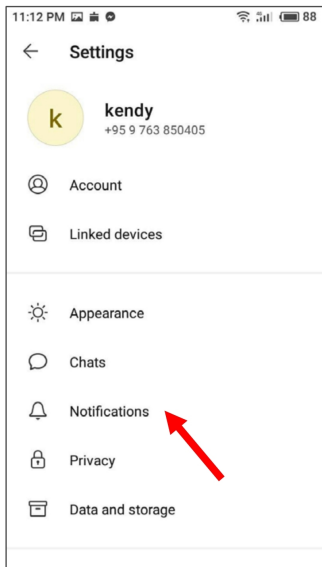 11:12 PM 88
Settings
k
kendy
+95 9 763 850405
Account
Linked devices
Appearance
Chats
Notifications
Privacy
Data and storage